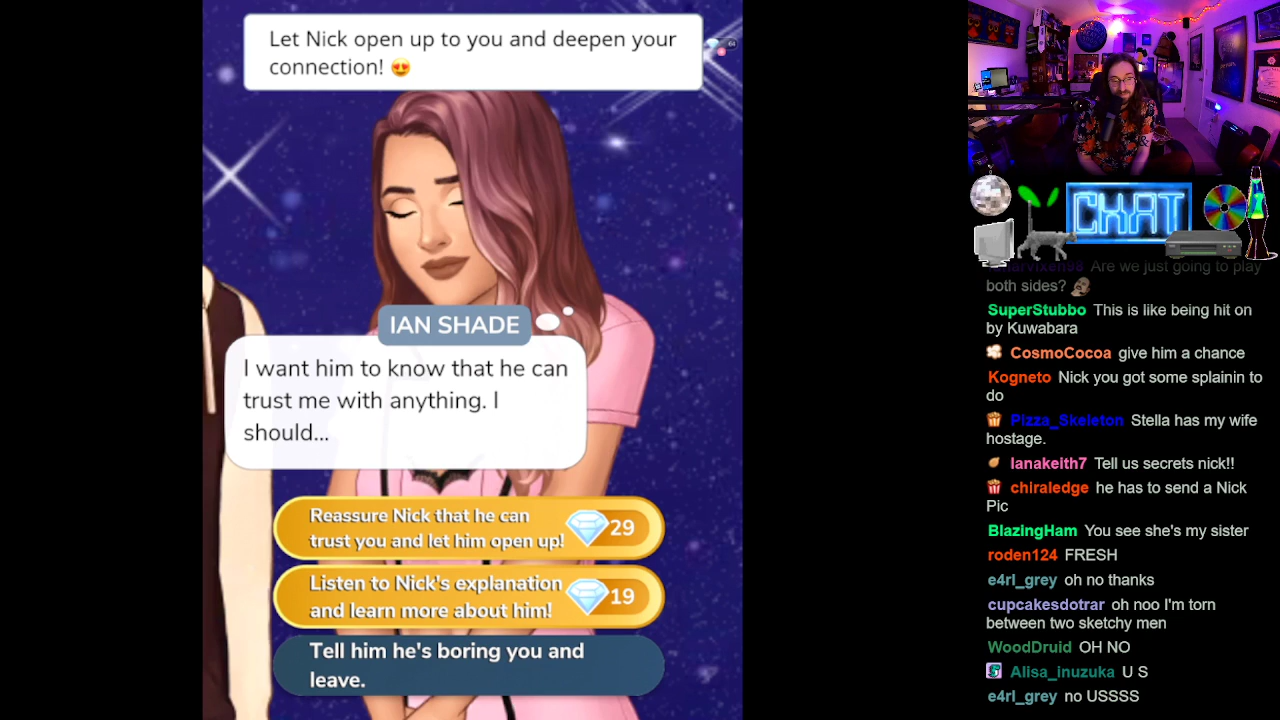 Let Nick open up to you and deepen your
connection! 😍
64
IAN SHADE
I want him to know that he can
trust me with anything. I
should...
Reassure Nick that he can
trust you and let him open up!
29
Listen to Nick's explanation
and learn more about him!
19
Tell him he's boring you and
leave.
CHAT
Are we just going to play
both sides?
SuperStubbo This is like being hit on
by Kuwabara
CosmoCocoa give him a chance
Kogneto Nick you got some splainin to
do
Pizza_Skeleton Stella has my wife
hostage.
lanakeith7 Tell us secrets nick!!
chiraledge he has to send a Nick
Pic
BlazingHam You see she's my sister
roden124 FRESH
e4rl_grey oh no thanks
cupcakesdotrar oh noo I'm torn
between two sketchy men
WoodDruid OH NO
Alisa_inuzuka U S
e4rl_grey no USSSS